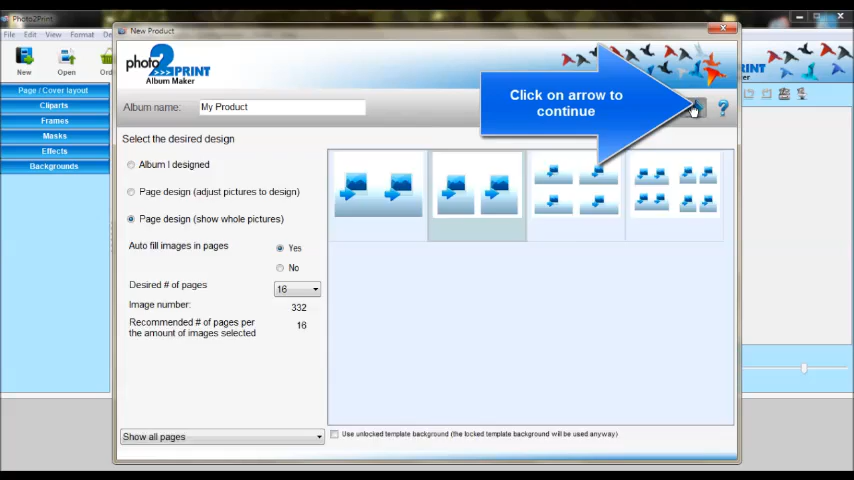 Photo2Print
File Edit View Format
New Product
New
Open
photo
2
PRINT
Album Maker
Click on arrow to
continue
Album name:
My Product
Page / Cover layout
Cliparts
Frames
Masks
Effects
Backgrounds
Select the desired design
Album I designed
Page design (adjust pictures to design)
Page design (show whole pictures)
Auto fill images in pages
Yes
No
Desired # of pages
16
Image number:
332
Recommended # of pages per
the amount of images selected
16
Show all pages
Use unlocked template background (the locked template background will be used anyway)